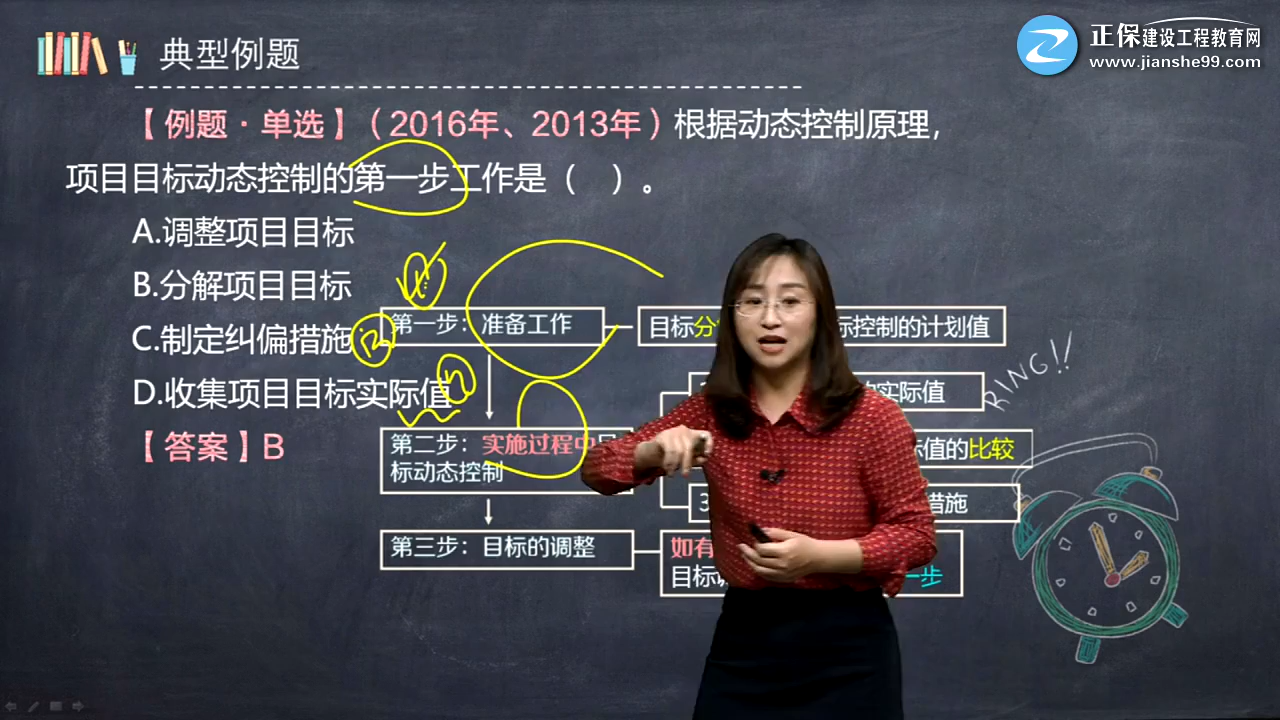 典型例题
正保建设工程教育网
www.jianshe99.com
【例题·单选】（2016年、2013年）根据动态控制原理，
项目目标动态控制的第一步工作是（ ）。
A.调整项目目标
B.分解项目目标
C.制定纠偏措施
D.收集项目目标实际值
【答案】B
第一步：准备工作
目标分 标控制的计划值
的实际值
第二步：实施过程中目
标动态控制
际值的比较
3 措施
第三步：目标的调整
如有
目标 一步
RING!!